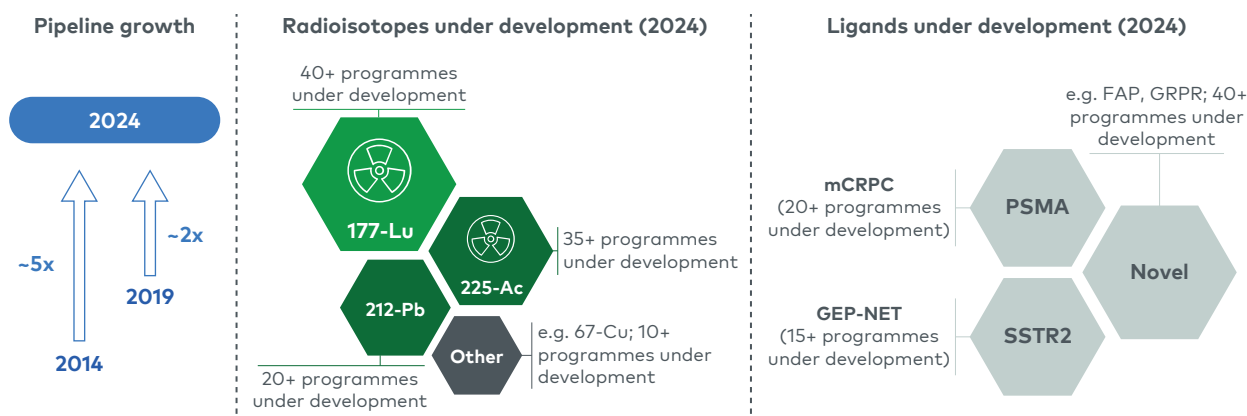 Pipeline growth
2024
~5x
~2x
2019
2014
Radioisotopes under development (2024)
40+ programmes
under development
177-Lu
225-Ac
35+ programmes
under development
212-Pb
Other
e.g. 67-Cu; 10+
programmes under
development
20+ programmes
under development
Ligands under development (2024)
e.g. FAP, GRPR; 40+
programmes under
development
mCRPC
(20+ programmes
under development)
PSMA
Novel
GEP-NET
(15+ programmes
under development)
SSTR2